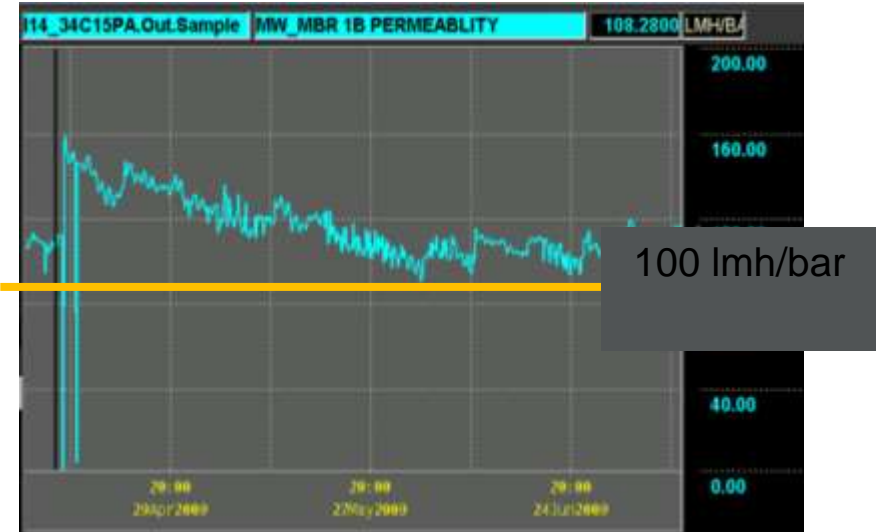 I14_34C15PA.Out.Sample MW_MBR 1B PERMEABLITY 108.2800 LMH/BA
200.00
160.00
100 lmh/bar
40.00
0.00
20:00 20:00 20:00
29Apr2009 27May2009 24Jun2009